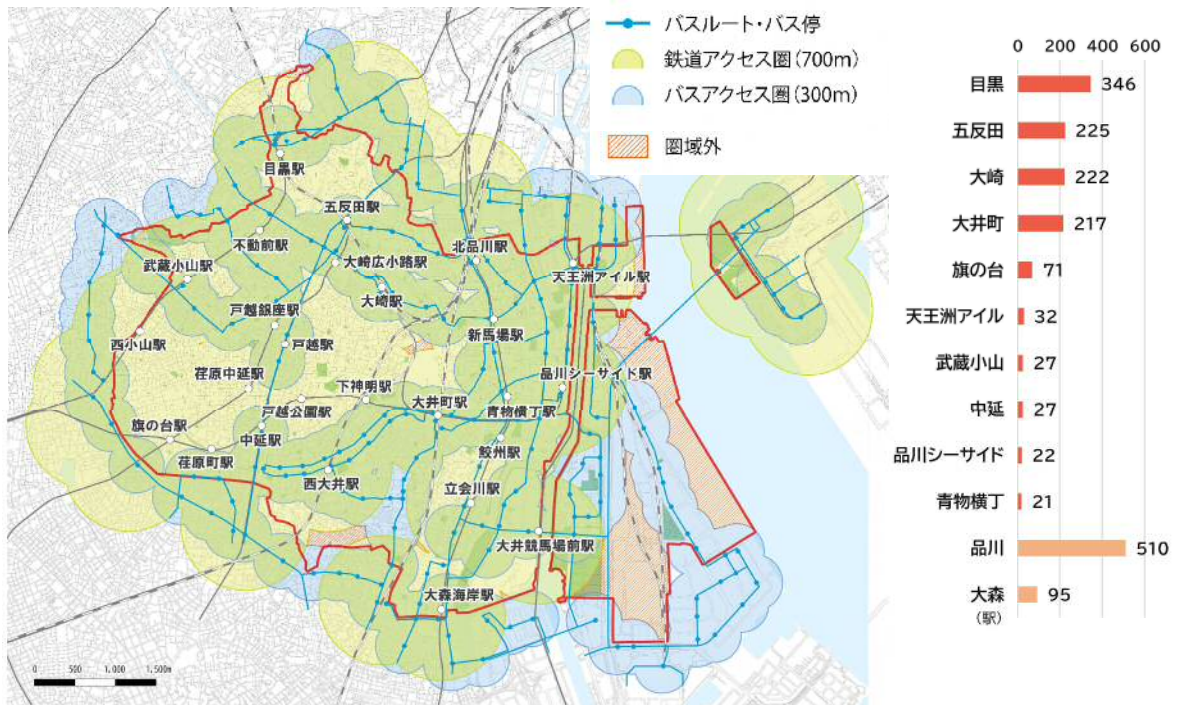 バスルート・バス停
鉄道アクセス圏(700m)
バスアクセス圏(300m)
圏域外
目黒駅
五反田駅
不動前駅
北品川駅
大崎広小路駅
武蔵小山駅
天王洲アイル駅
大崎駅
戸越銀座駅
新馬場駅
西小山駅
戸越駅
荏原中延駅
下神明駅
品川シーサイド駅
戸越公園駅
大井町駅
青物横丁駅
旗の台駅
中延駅
荏原町駅
鮫州駅
西大井駅
立会川駅
大井競馬場前駅
大森海岸駅
0 500 1,000 1,500m
0 200 400 600
目黒 346
五反田 225
大崎 222
大井町 217
旗の台 71
天王洲アイル 32
武蔵小山 27
中延 27
品川シーサイド 22
青物横丁 21
品川 510
大森 95
(駅)